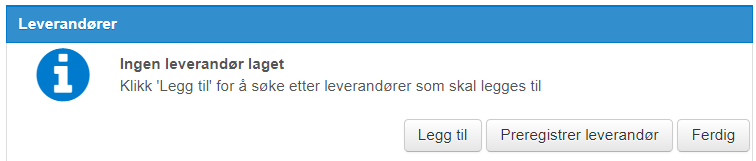 Leverandører
Ingen leverandør laget
Klikk 'Legg til' for å søke etter leverandører som skal legges til
Legg til
Preregistrer leverandør
Ferdig